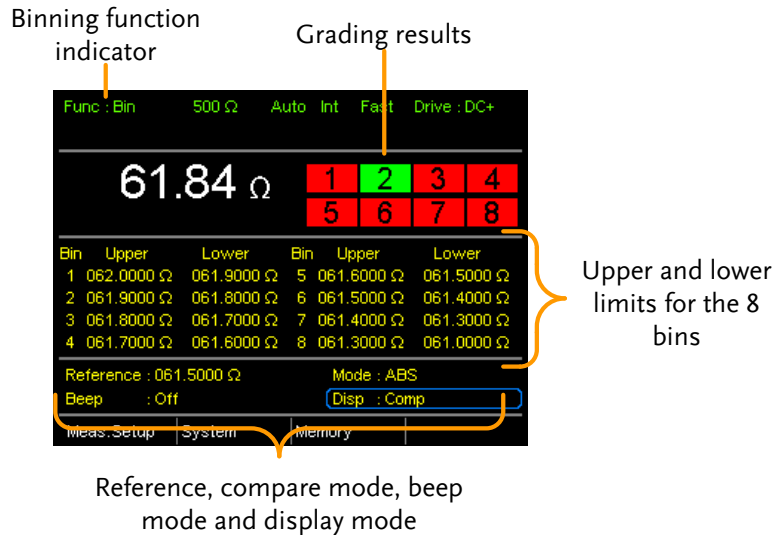 Binning function
indicator
Grading results
Func : Bin 500 Ω Auto Int Fast Drive : DC+
61.84 Ω
1 2 3 4
5 6 7 8
Bin Upper Lower Bin Upper Lower
1 062.0000 Ω 061.9000 Ω 5 061.6000 Ω 061.5000 Ω
2 061.9000 Ω 061.8000 Ω 6 061.5000 Ω 061.4000 Ω
3 061.8000 Ω 061.7000 Ω 7 061.4000 Ω 061.3000 Ω
4 061.7000 Ω 061.6000 Ω 8 061.3000 Ω 061.0000 Ω
Upper and lower
limits for the 8
bins
Reference : 061.5000 Ω Mode : ABS
Beep : Off Disp : Comp
Meas.Setup System Memory
Reference, compare mode, beep
mode and display mode